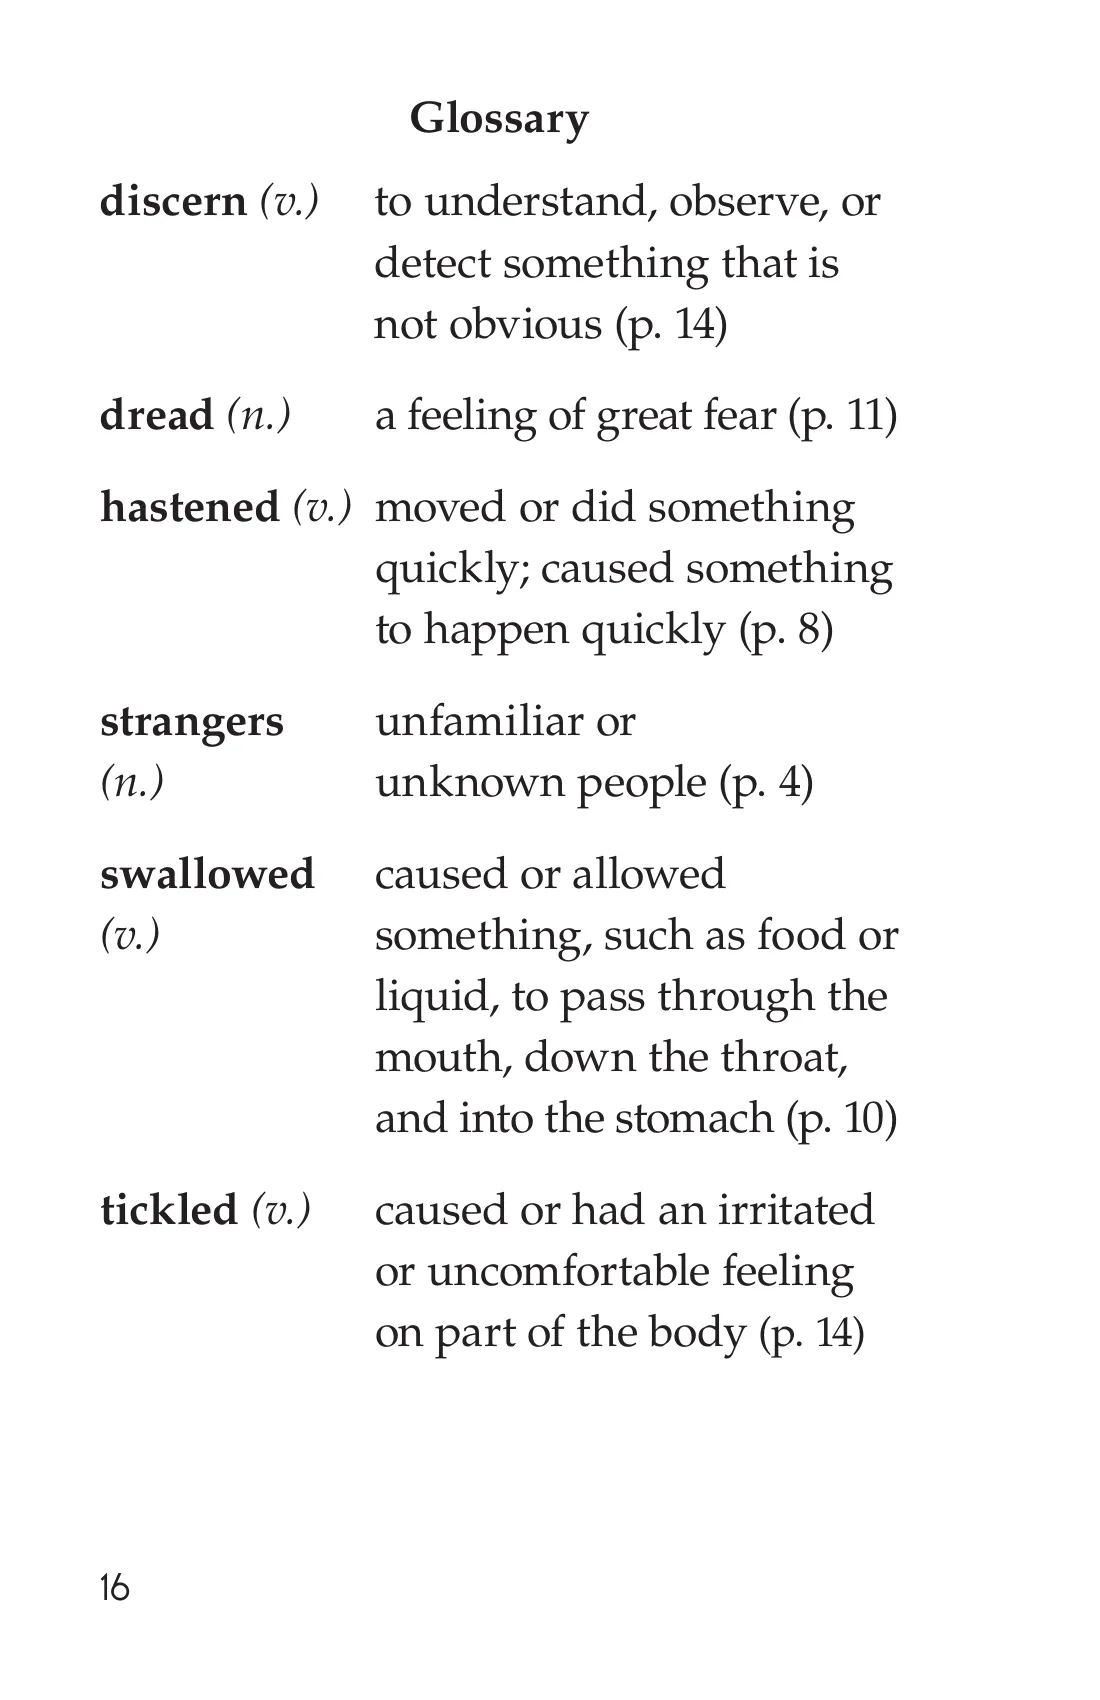 Glossary
discern (v.) to understand, observe, or
detect something that is
not obvious (p. 14)
dread (n.) a feeling of great fear (p. 11)
hastened (v.) moved or did something
quickly; caused something
to happen quickly (p. 8)
strangers unfamiliar or
(n.) unknown people (p. 4)
swallowed caused or allowed
(v.) something, such as food or
liquid, to pass through the
mouth, down the throat,
and into the stomach (p. 10)
tickled (v.) caused or had an irritated
or uncomfortable feeling
on part of the body (p. 14)
16